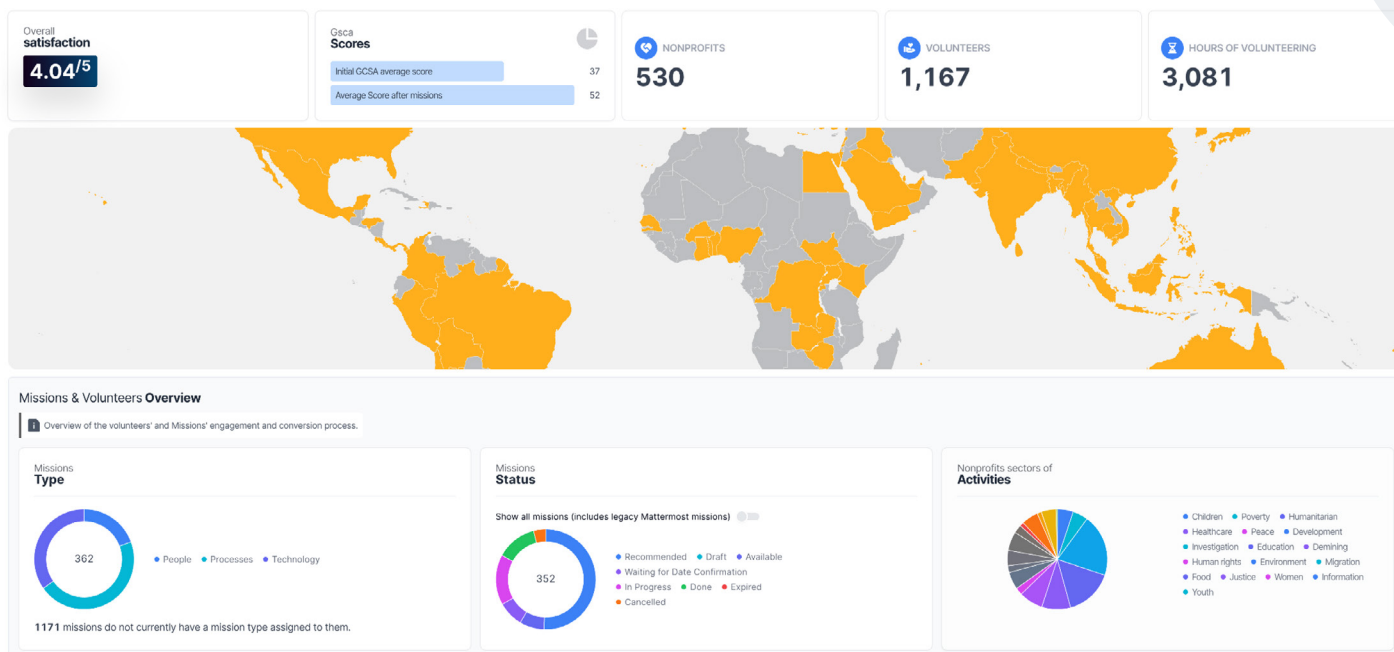 Overall
satisfaction
4.04/5
Gsca
Scores
Initial GCSA average score 37
Average Score after missions 52
NONPROFITS
530
VOLUNTEERS
1,167
HOURS OF VOLUNTEERING
3,081
Missions & Volunteers Overview
Overview of the volunteers' and Missions' engagement and conversion process.
Missions
Type
362
People Processes Technology
1171 missions do not currently have a mission type assigned to them.
Missions
Status
Show all missions (includes legacy Mattermost missions)
352
Recommended Draft Available
Waiting for Date Confirmation
In Progress Done Expired
Cancelled
Nonprofits sectors of
Activities
Children Poverty Humanitarian
Healthcare Peace Development
Investigation Education Demining
Human rights Environment Migration
Food Justice Women Information
Youth